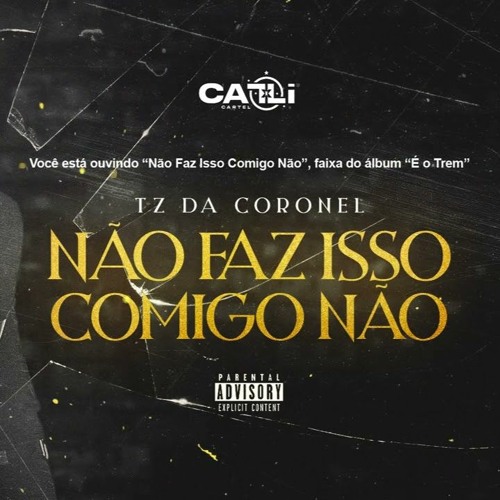 CATLi
CARTEL
Você está ouvindo “Não Faz Isso Comigo Não”, faixa do álbum “É o Trem”
TZ DA CORONEL
NÃO FAZ ISSO
COMIGO NÃO
PARENTAL
ADVISORY
EXPLICIT CONTENT